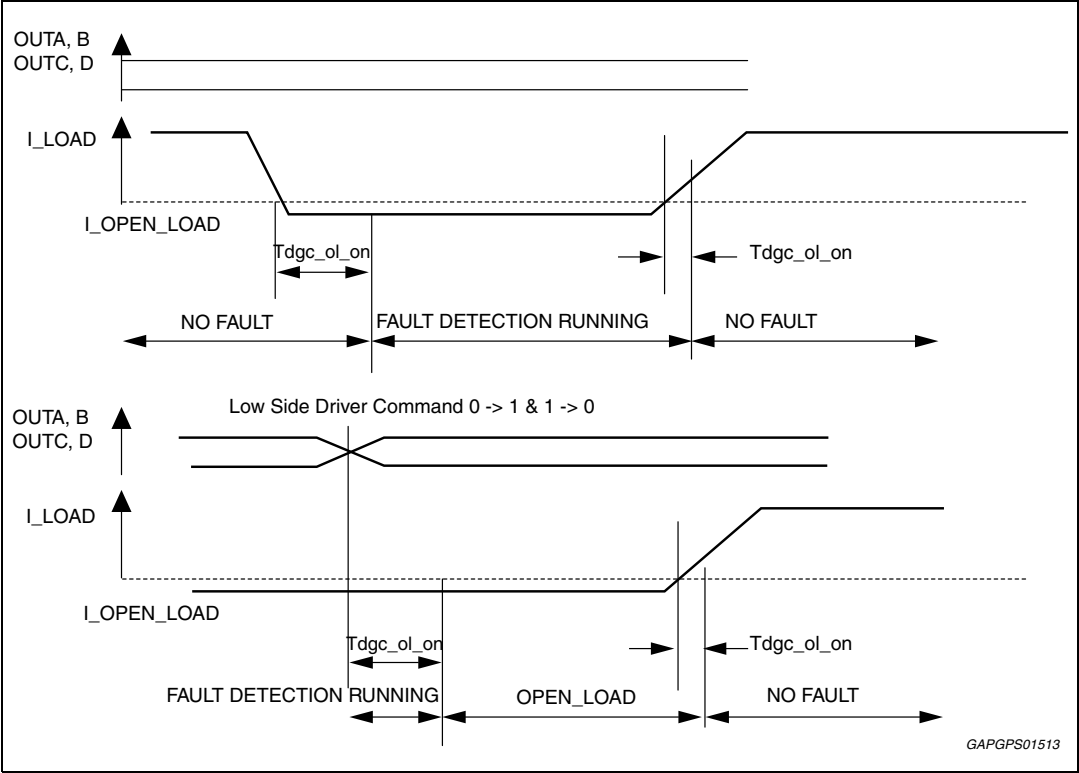 OUTA, B
OUTC, D
I_LOAD
I_OPEN_LOAD
Tdgc_ol_on
Tdgc_ol_on
NO FAULT
FAULT DETECTION RUNNING
NO FAULT
Low Side Driver Command 0 -> 1 & 1 -> 0
OUTA, B
OUTC, D
I_LOAD
I_OPEN_LOAD
Tdgc_ol_on
Tdgc_ol_on
FAULT DETECTION RUNNING
OPEN_LOAD
NO FAULT
GAPGPS01513